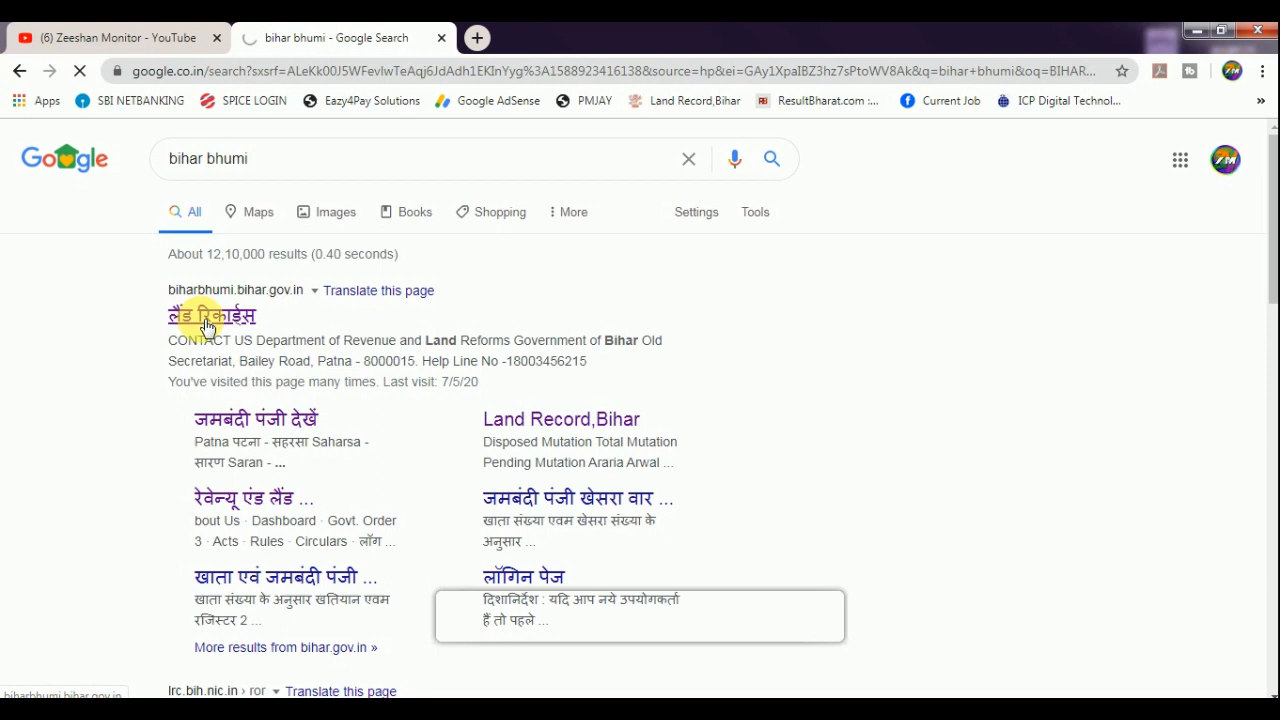 (6) Zeeshan Monitor - YouTube
bihar bhumi - Google Search
google.co.in/search?sxsrf=ALeKk00J5WFevlwTeAqj6JdAdh1EKInYyg%3A1588923416138&source=hp&ei=GAy1XpaIBZ3hz7sPtoWV8Ak&q=bihar+bhumi&oq=BIHAR...
Apps SBI NETBANKING SPICE LOGIN Eazy4Pay Solutions Google AdSense PMJAY Land Record,Bihar ResultBharat.com :... Current Job ICP Digital Technol... »
bihar bhumi
All Maps Images Books Shopping More Settings Tools
About 12,10,000 results (0.40 seconds)
biharbhumi.bihar.gov.in Translate this page
लैंड रिकार्ड्स
CONTACT US Department of Revenue and Land Reforms Government of Bihar Old
Secretariat, Bailey Road, Patna - 8000015. Help Line No -18003456215
You've visited this page many times. Last visit: 7/5/20
जमबंदी पंजी देखें
Patna पटना - सहरसा Saharsa -
सारण Saran - ...
Land Record,Bihar
Disposed Mutation Total Mutation
Pending Mutation Araria Arwal ...
रेवेन्यू एंड लैंड ...
bout Us · Dashboard · Govt. Order
3 · Acts · Rules · Circulars · लॉग ...
जमबंदी पंजी खेसरा वार ...
खाता संख्या एवम खेसरा संख्या के
अनुसार ...
खाता एवं जमबंदी पंजी ...
खाता संख्या के अनुसार खतियान एवम
रजिस्टर 2 ...
लॉगिन पेज
दिशानिर्देश : यदि आप नये उपयोगकर्ता
हैं तो पहले ...
More results from bihar.gov.in »
lrc.bih.nic.in › ror Translate this page
biharbhumi.bihar.gov.in